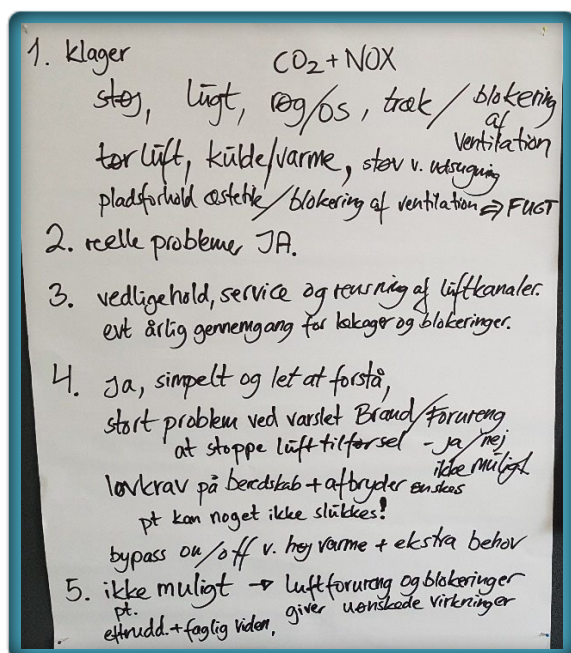 1. klager CO2+NOX
støj, lugt, røg/os, træk/blokering af ventilation
tør luft, kulde/varme, støv v. udsugning
pladsforhold æstetik/blokering af ventilation ⇒ FUGT
2. reelle problemer JA.
3. vedligehold, service og rensning af luftkanaler.
evt årlig gennemgang for lækager og blokeringer.
4. Ja, simpelt og let at forstå,
stort problem ved varslet Brand/Forureng
at stoppe lufttilførsel - ja/nej
ikke muligt
lovkrav på beredskab + afbryder ønskes
pt kan noget ikke slukkes!
bypass on/off v. høj varme + ekstra behov
5. ikke muligt → luftforureng og blokeringer
pt. giver uønskede virkninger
efteruдd. + faglig viden,